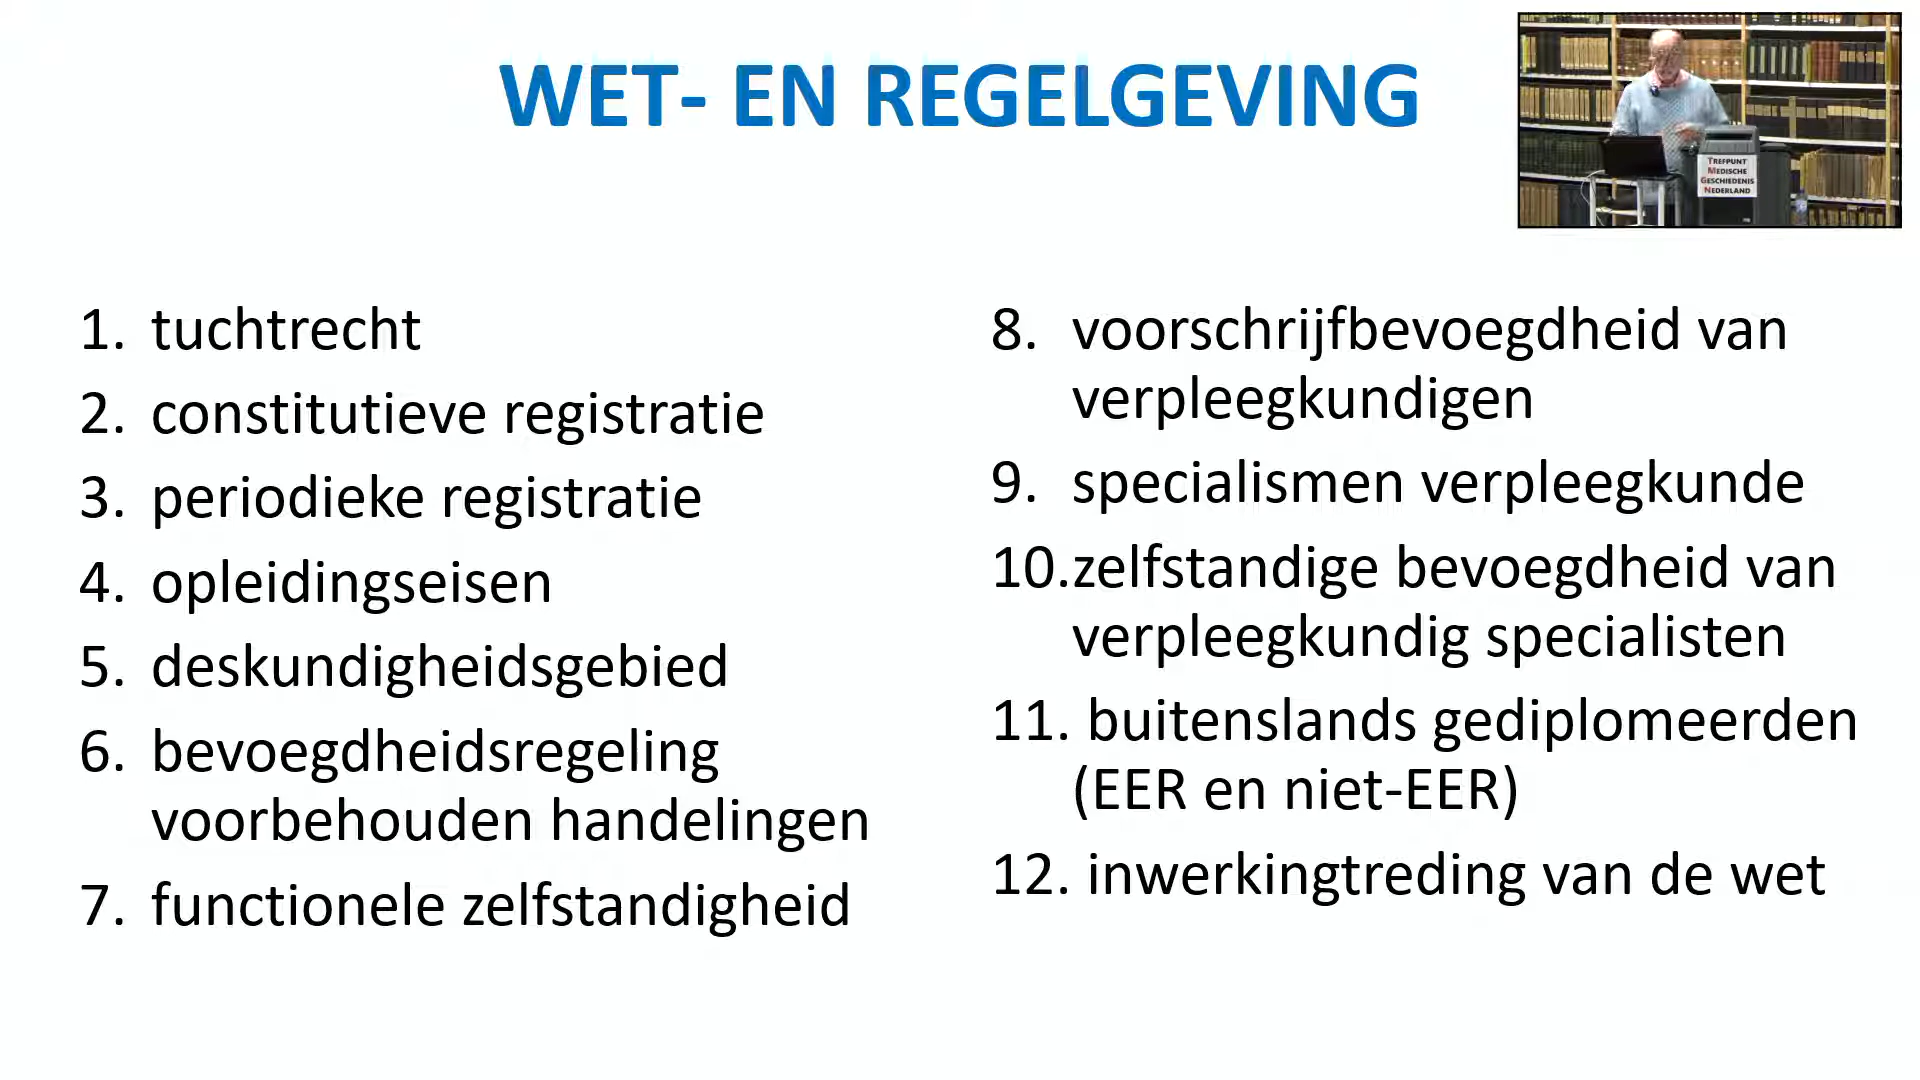 WET- EN REGELGEVING
TREFPUNT
MEDISCHE
GESCHIEDENIS
NEDERLAND
1. tuchtrecht
2. constitutieve registratie
3. periodieke registratie
4. opleidingseisen
5. deskundigheidsgebied
6. bevoegdheidsregeling
voorbehouden handelingen
7. functionele zelfstandigheid
8. voorschrijfbevoegdheid van
verpleegkundigen
9. specialismen verpleegkunde
10.zelfstandige bevoegdheid van
verpleegkundig specialisten
11. buitenslands gediplomeerden
(EER en niet-EER)
12. inwerkingtreding van de wet